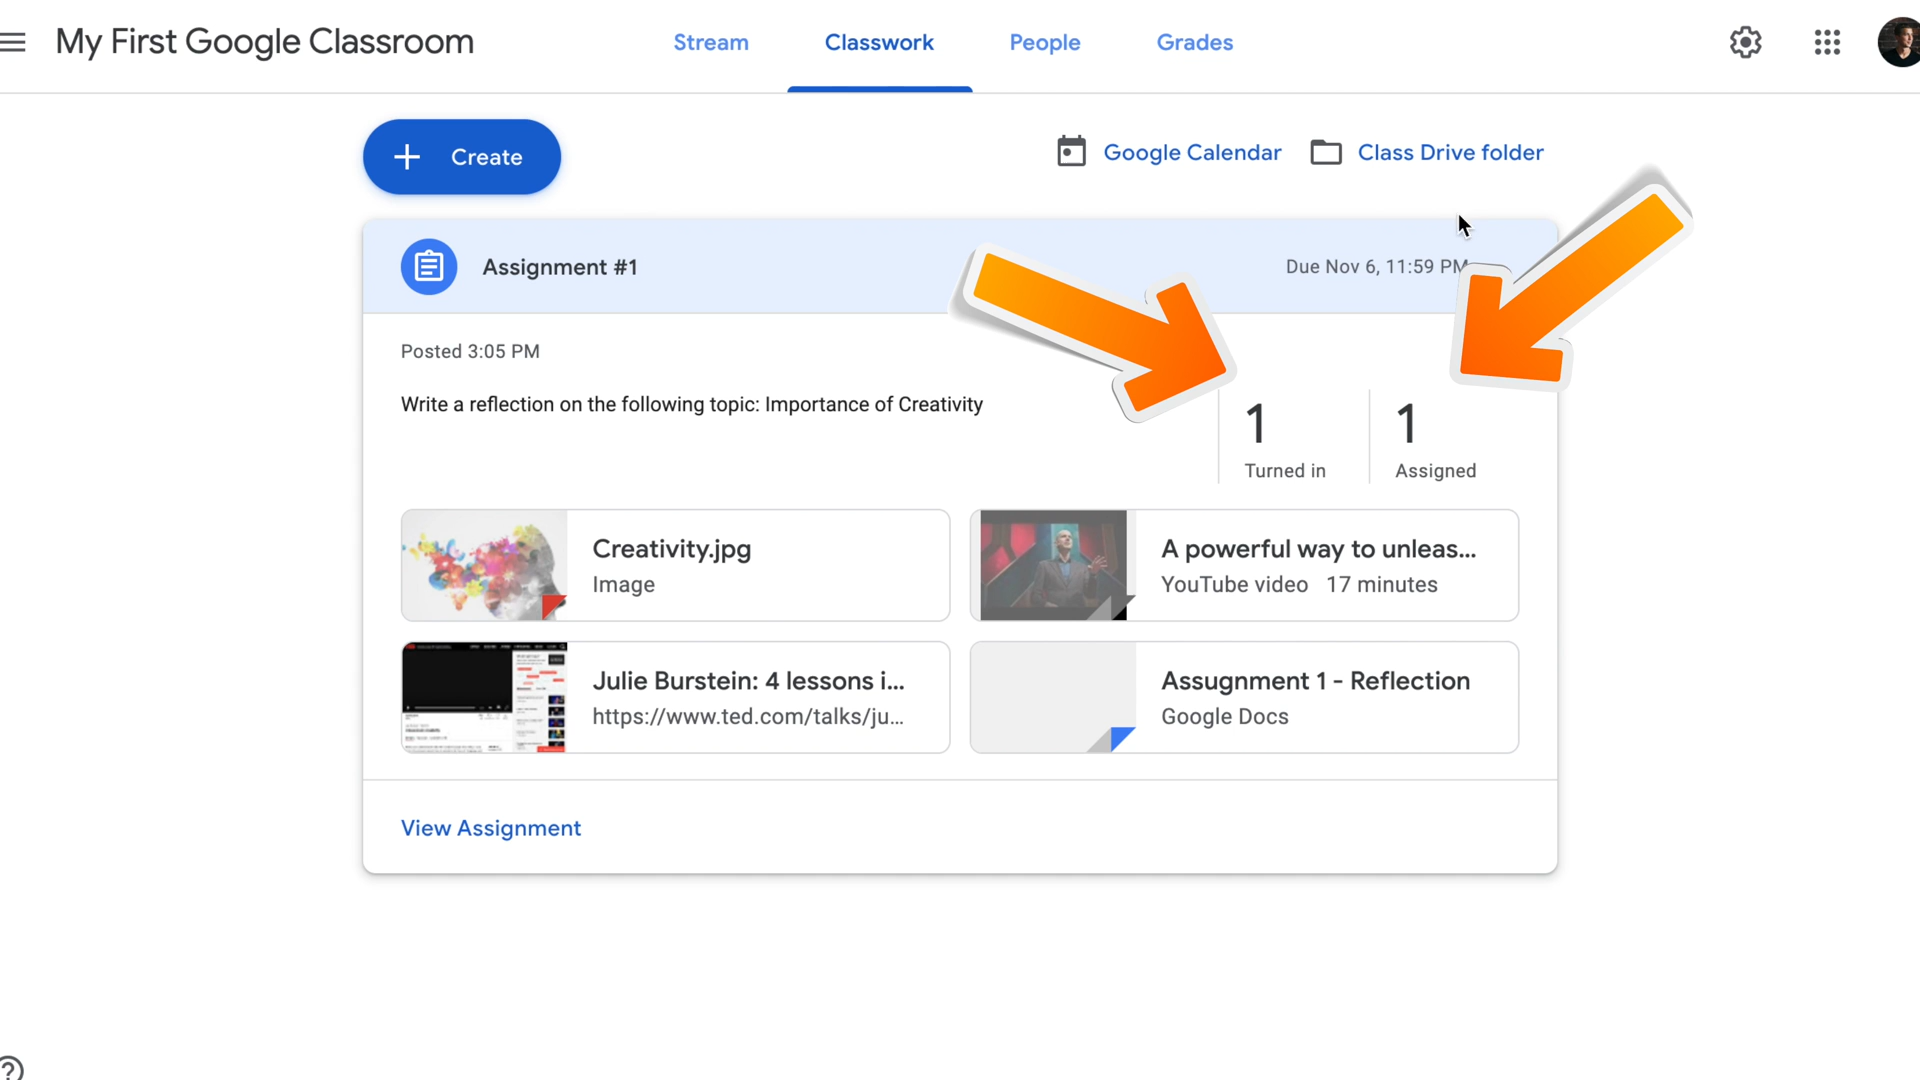 My First Google Classroom
Stream
Classwork
People
Grades
Create
Google Calendar
Class Drive folder
Assignment #1
Due Nov 6, 11:59 PM
Posted 3:05 PM
Write a reflection on the following topic: Importance of Creativity
1
Turned in
1
Assigned
Creativity.jpg
Image
A powerful way to unleas...
YouTube video 17 minutes
Julie Burstein: 4 lessons i...
https://www.ted.com/talks/ju...
Assugnment 1 - Reflection
Google Docs
View Assignment